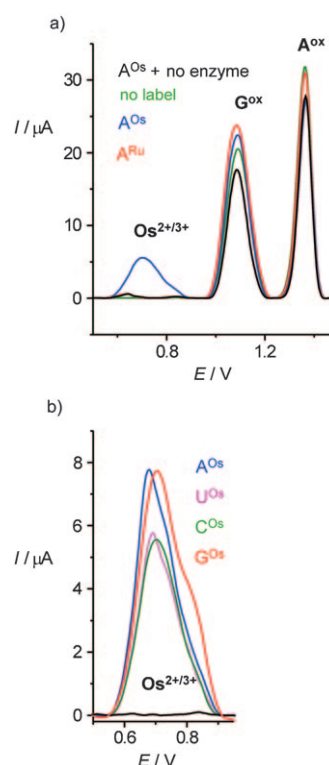 a)
A^ox
A^Os + no enzyme
30
no label
G^ox
I / µA
A^Os
20
A^Ru
Os^2+/3+
10
0
0.8 1.2
E / V
b)
8
A^Os
U^Os
6
C^Os
G^Os
I / µA
4
2
Os^2+/3+
0
0.6 0.8
E / V